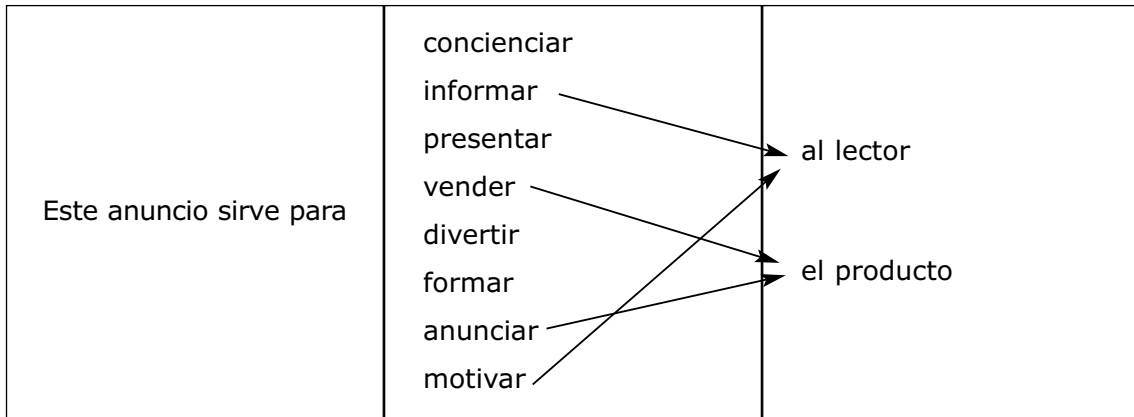 Este anuncio sirve para
concienciar
informar
presentar
vender
divertir
formar
anunciar
motivar
al lector
el producto